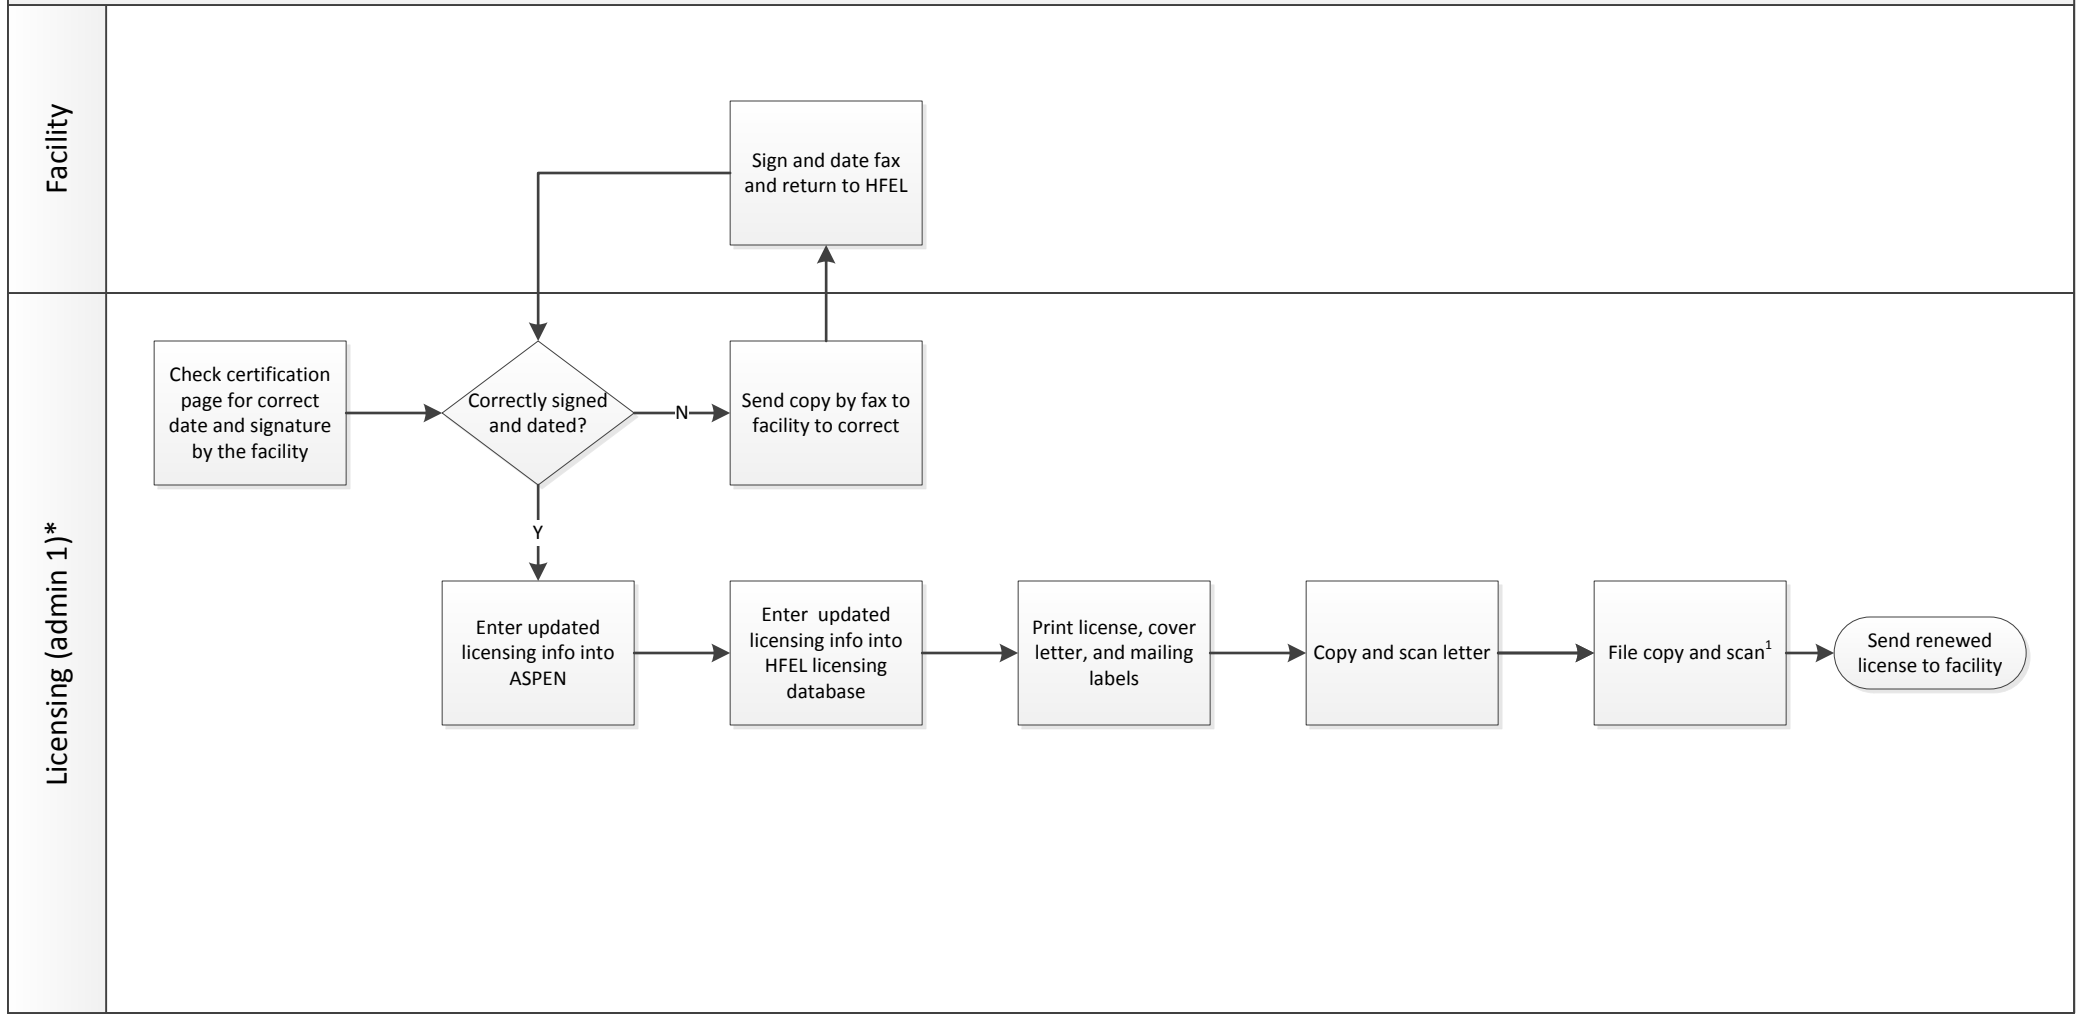 Facility
Sign and date fax
and return to HFEL
Licensing (admin 1)*
Check certification
page for correct
date and signature
by the facility
Correctly signed
and dated?
N
Send copy by fax to
facility to correct
Y
Enter updated
licensing info into
ASPEN
Enter  updated
licensing info into
HFEL licensing
database
Print license, cover
letter, and mailing
labels
Copy and scan letter
File copy and scan¹
Send renewed
license to facility